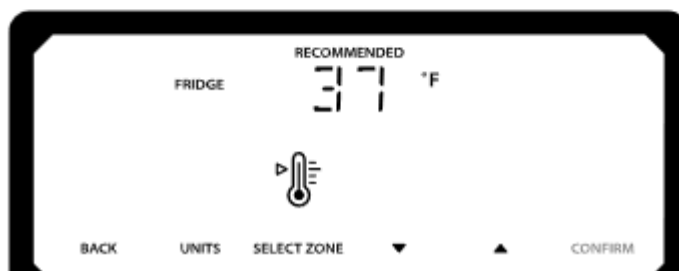 RECOMMENDED
FRIDGE 37 °F
BACK UNITS SELECT ZONE ▼ ▲ CONFIRM